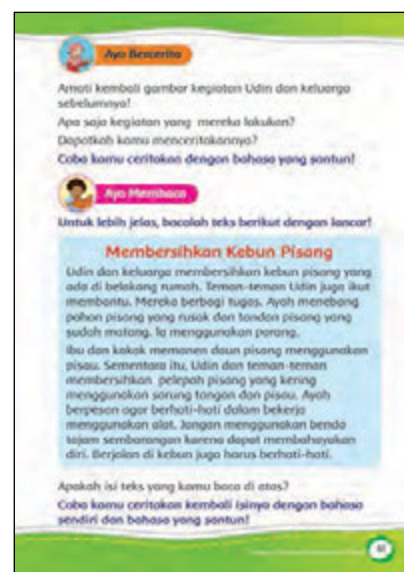 Ayo Bercerita
Amati kembali gambar kegiatan Udin dan keluarga
sebelumnya!
Apa saja kegiatan yang mereka lakukan?
Dapatkah kamu menceritakannya?
Coba kamu ceritakan dengan bahasa yang santun!
Ayo Membaca
Untuk lebih jelas, bacalah teks berikut dengan lancar!
Membersihkan Kebun Pisang
Udin dan keluarga membersihkan kebun pisang yang
ada di belakang rumah. Teman-teman Udin juga ikut
membantu. Mereka berbagi tugas. Ayah menebang
pohon pisang yang rusak dan tandan pisang yang
sudah matang. Ia menggunakan parang.
Ibu dan kakak memanen daun pisang menggunakan
pisau. Sementara itu, Udin dan teman-teman
membersihkan pelepah pisang yang kering
menggunakan sarung tangan dan pisau. Ayah
berpesan agar berhati-hati dalam bekerja
menggunakan alat. Jangan menggunakan benda
tajam sembarangan karena dapat membahayakan
diri. Berjalan di kebun juga harus berhati-hati.
Apakah isi teks yang kamu baca di atas?
Coba kamu ceritakan kembali isinya dengan bahasa
sendiri dan bahasa yang santun!